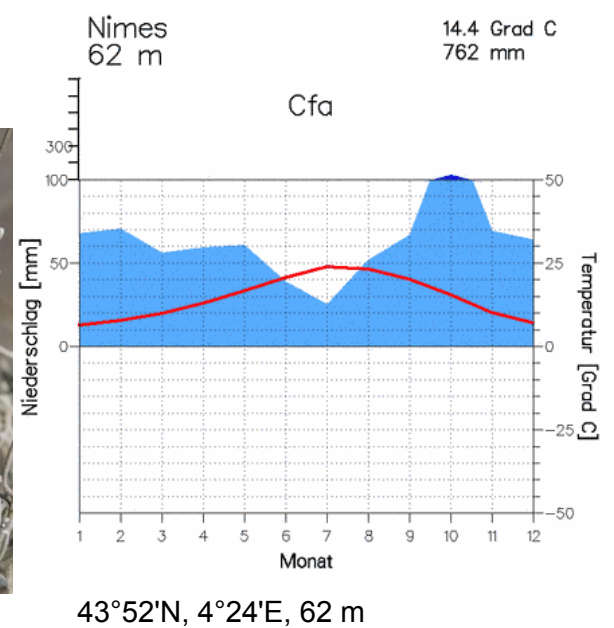 Nimes
62 m
14.4 Grad C
762 mm
Cfa
300
100
50
0
50
25
0
-25
-50
Niederschlag [mm]
Temperatur [Grad C]
1 2 3 4 5 6 7 8 9 10 11 12
Monat
43°52'N, 4°24'E, 62 m